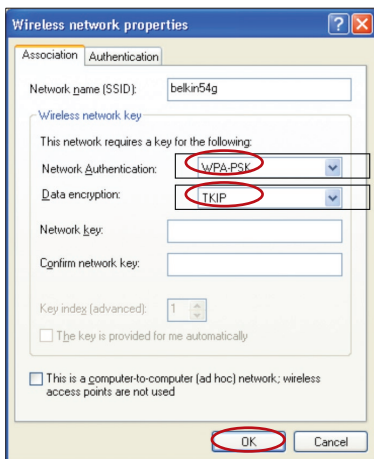 Wireless network properties
Association Authentication
Network name (SSID): belkin54g
Wireless network key
This network requires a key for the following:
Network Authentication: WPA-PSK
Data encryption: TKIP
Network key:
Confirm network key:
Key index (advanced): 1
The key is provided for me automatically
This is a computer-to-computer (ad hoc) network; wireless
access points are not used
OK Cancel